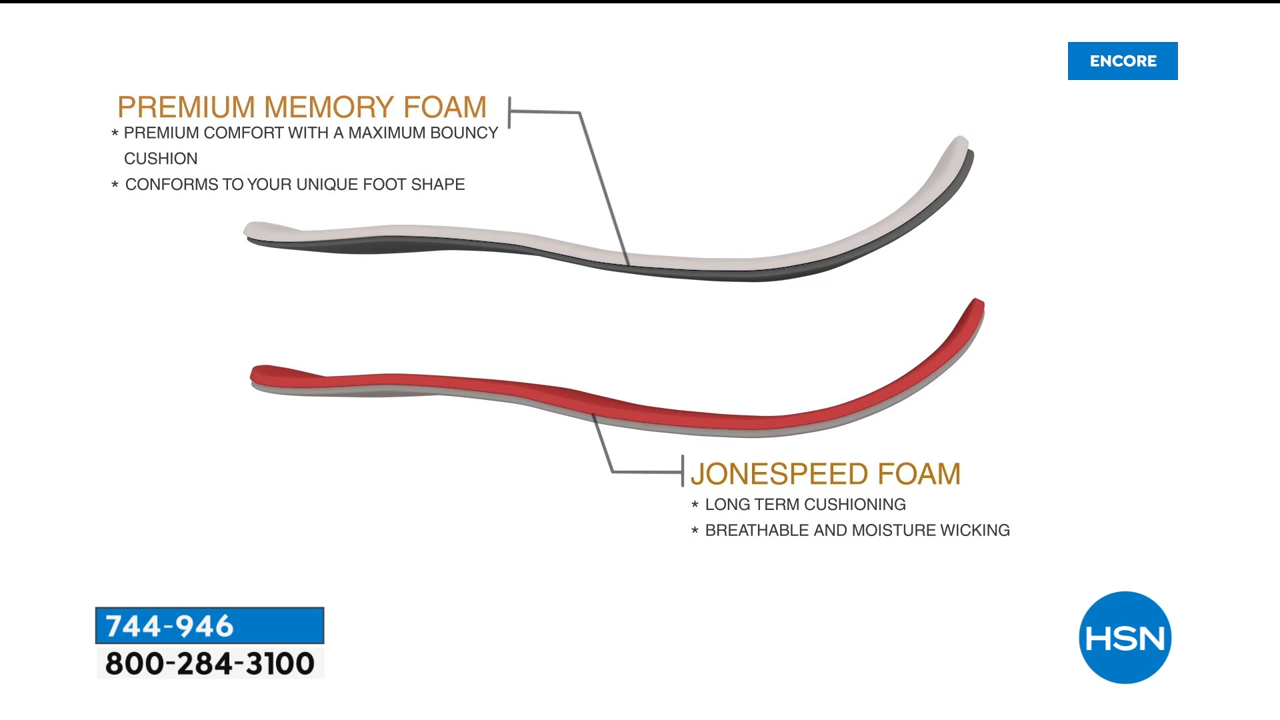 ENCORE
PREMIUM MEMORY FOAM
* PREMIUM COMFORT WITH A MAXIMUM BOUNCY
CUSHION
* CONFORMS TO YOUR UNIQUE FOOT SHAPE
JONESPEED FOAM
* LONG TERM CUSHIONING
* BREATHABLE AND MOISTURE WICKING
744-946
800-284-3100
HSN